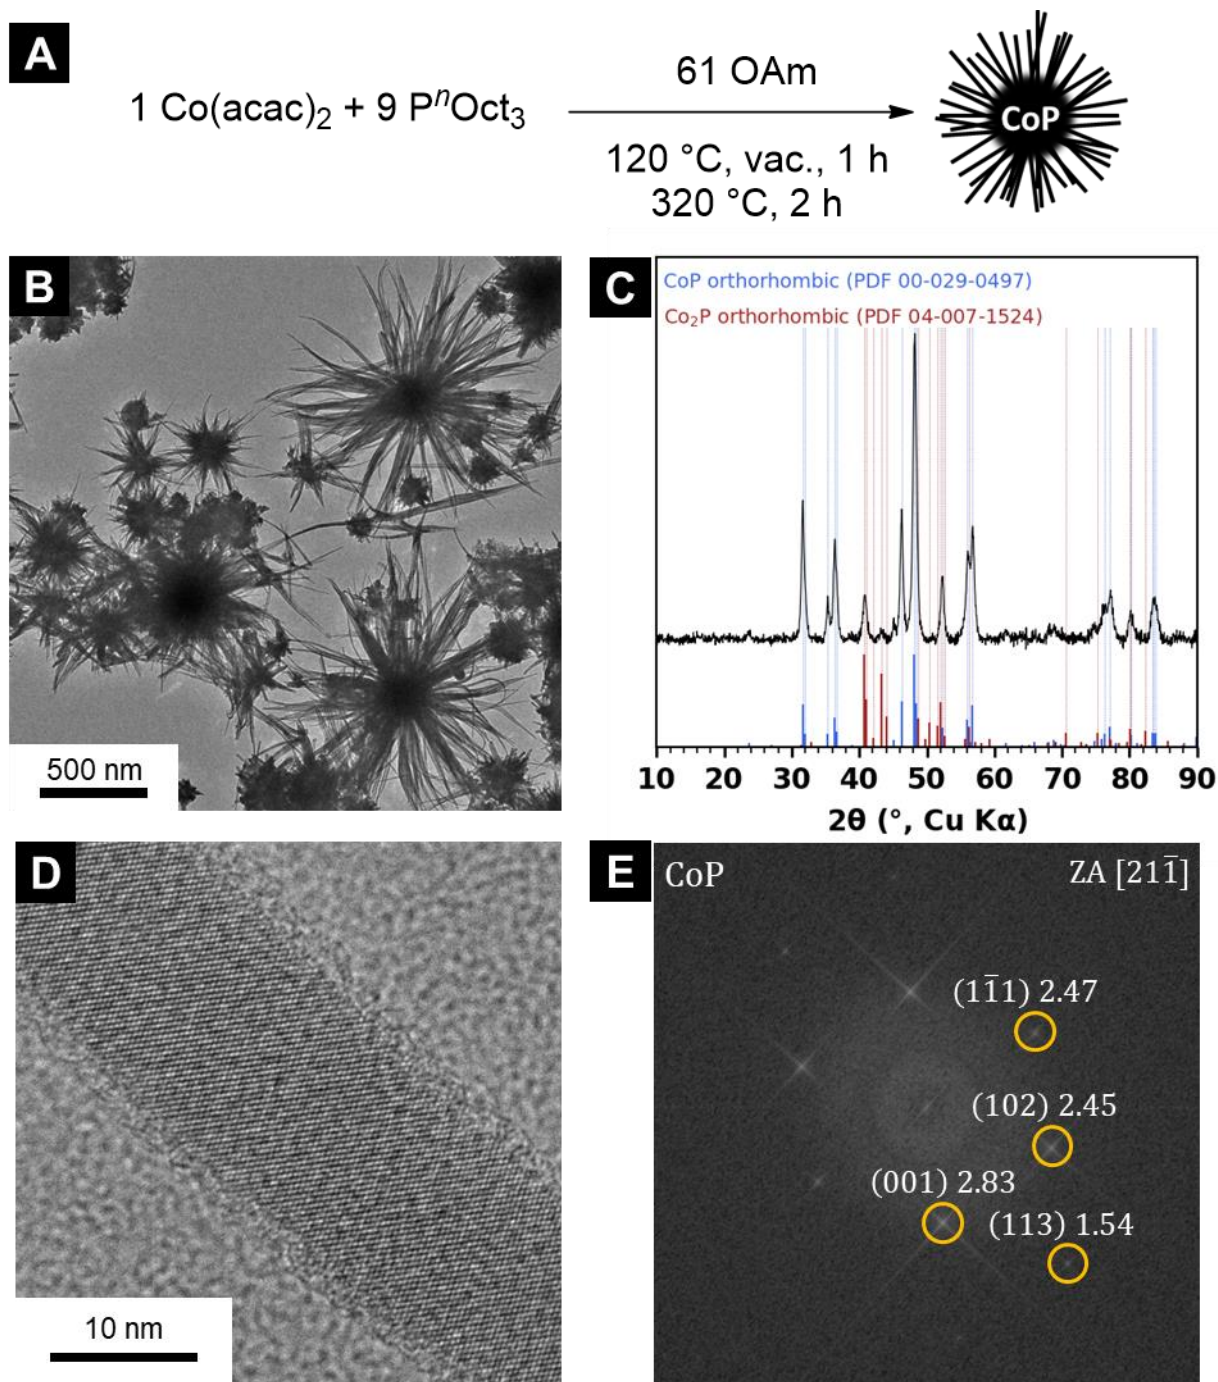 A
1 Co(acac)₂ + 9 PⁿOct₃
61 OAm
120 °C, vac., 1 h
320 °C, 2 h
CoP
B
500 nm
C
CoP orthorhombic (PDF 00-029-0497)
Co₂P orthorhombic (PDF 04-007-1524)
10 20 30 40 50 60 70 80 90
2θ (°, Cu Kα)
D
10 nm
E
CoP
ZA [211̅]
(11̅1) 2.47
(102) 2.45
(001) 2.83
(113) 1.54